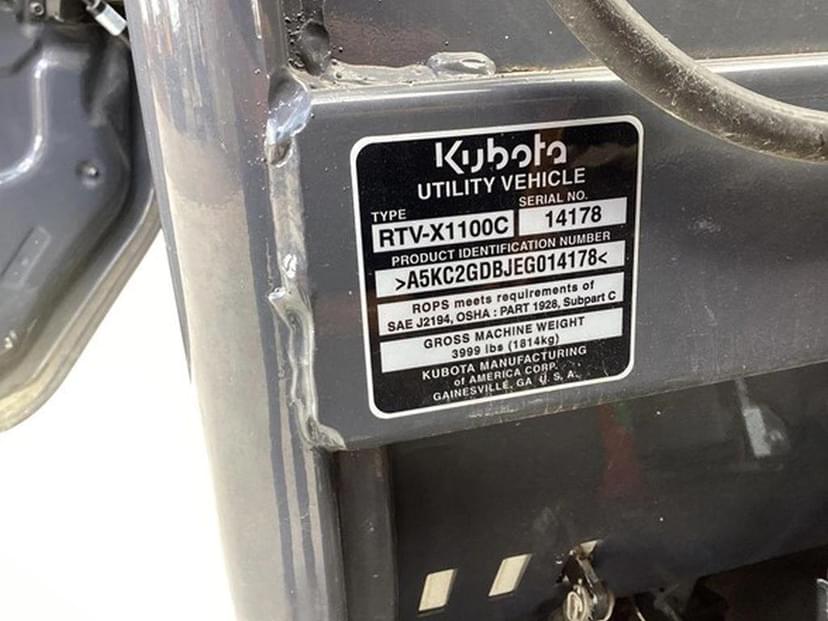 Kubota
UTILITY VEHICLE
TYPE
SERIAL NO.
RTV-X1100C
14178
PRODUCT IDENTIFICATION NUMBER
>A5KC2GDBJEG014178<
ROPS meets requirements of
SAE J2194, OSHA : PART 1928, Subpart C
GROSS MACHINE WEIGHT
3999 lbs (1814kg)
KUBOTA MANUFACTURING
of AMERICA CORP.
GAINESVILLE, GA U. S. A.